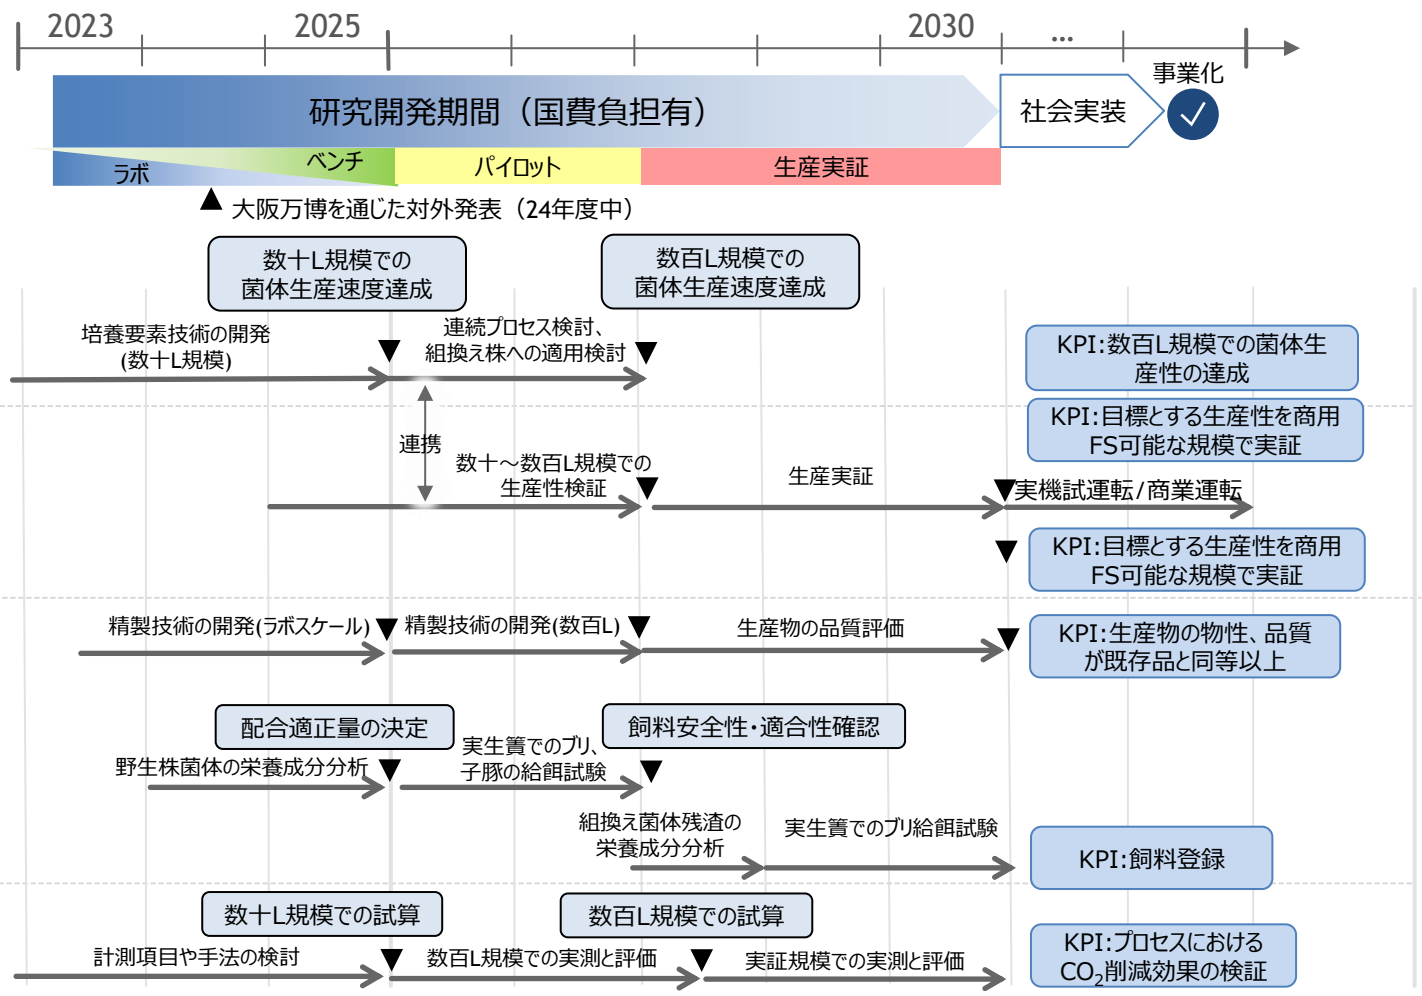 2023
2025
2030
…
事業化
研究開発期間（国費負担有）
社会実装
ラボ
ベンチ
パイロット
生産実証
▲ 大阪万博を通じた対外発表（24年度中）
数十L規模での
菌体生産速度達成
数百L規模での
菌体生産速度達成
培養要素技術の開発
(数十L規模)
連続プロセス検討、
組換え株への適用検討
KPI:数百L規模での菌体生
産性の達成
KPI:目標とする生産性を商用
FS可能な規模で実証
連携
数十～数百L規模での
生産性検証
生産実証
実機試運転/商業運転
KPI:目標とする生産性を商用
FS可能な規模で実証
精製技術の開発(ラボスケール)
精製技術の開発(数百L)
生産物の品質評価
KPI:生産物の物性、品質
が既存品と同等以上
配合適正量の決定
飼料安全性・適合性確認
野生株菌体の栄養成分分析
実生簀でのブリ、
子豚の給餌試験
組換え菌体残渣の
栄養成分分析
実生簀でのブリ給餌試験
KPI:飼料登録
数十L規模での試算
数百L規模での試算
計測項目や手法の検討
数百L規模での実測と評価
実証規模での実測と評価
KPI:プロセスにおける
CO₂削減効果の検証